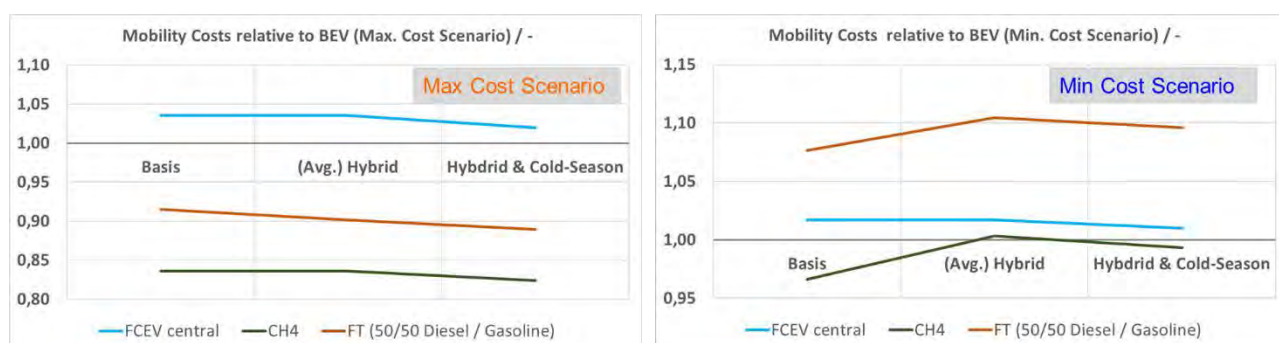 Mobility Costs relative to BEV (Max. Cost Scenario) / -
Max Cost Scenario
1,10
1,05
1,00
0,95
0,90
0,85
0,80
Basis
(Avg.) Hybrid
Hybdrid & Cold-Season
FCEV central
CH4
FT (50/50 Diesel / Gasoline)
Mobility Costs relative to BEV (Min. Cost Scenario) / -
Min Cost Scenario
1,15
1,10
1,05
1,00
0,95
Basis
(Avg.) Hybrid
Hybdrid & Cold-Season
FCEV central
CH4
FT (50/50 Diesel / Gasoline)